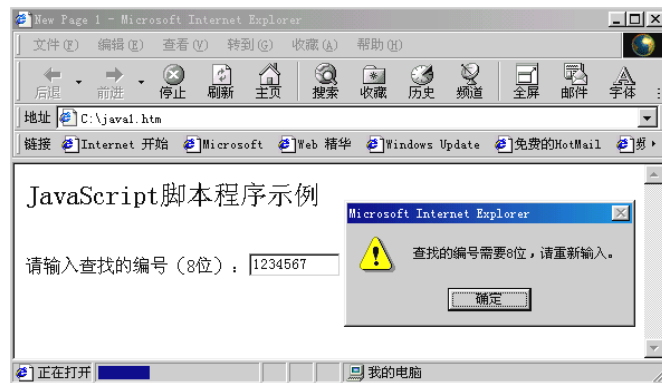 New Page 1 - Microsoft Internet Explorer
文件(F) 编辑(E) 查看(V) 转到(G) 收藏(A) 帮助(H)
后退 前进 停止 刷新 主页 搜索 收藏 历史 频道 全屏 邮件 字体
地址 C:\java1.htm
链接 Internet 开始 Microsoft Web 精华 Windows Update 免费的HotMail
JavaScript脚本程序示例
Microsoft Internet Explorer
查找的编号需要8位，请重新输入。
请输入查找的编号（8位）：1234567
确定
正在打开 我的电脑